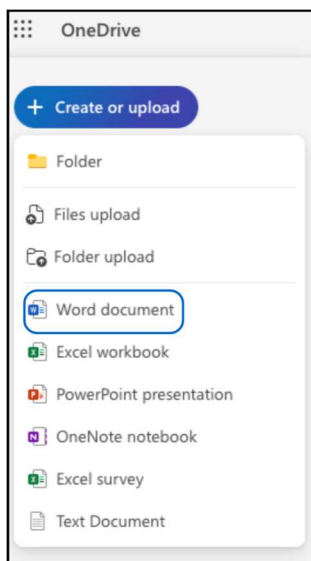 OneDrive
+ Create or upload
Folder
Files upload
Folder upload
Word document
Excel workbook
PowerPoint presentation
OneNote notebook
Excel survey
Text Document